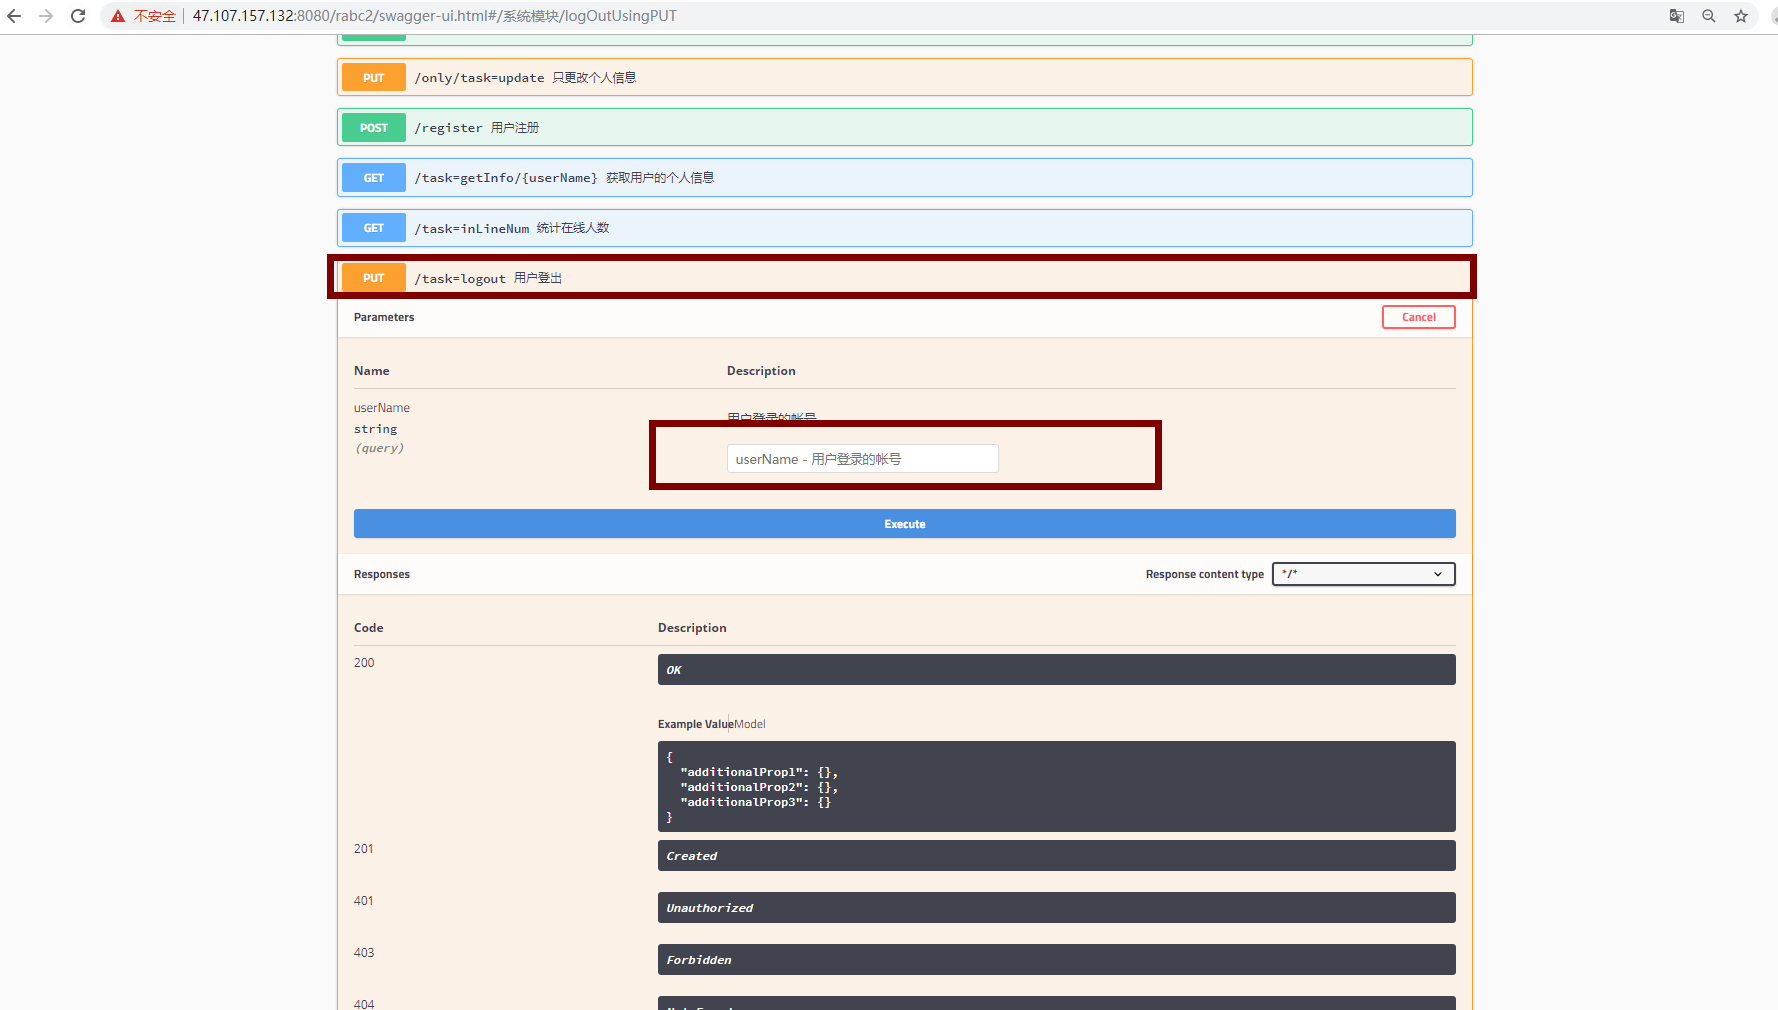 不安全 | 47.107.157.132:8080/rabc2/swagger-ui.html#/系统模块/logOutUsingPUT
PUT /only/task=update 只更改个人信息
POST /register 用户注册
GET /task=getInfo/{userName} 获取用户的个人信息
GET /task=inLineNum 统计在线人数
PUT /task=logout 用户登出
Parameters Cancel
Name Description
userName
用户登录的帐号
string
(query)
userName - 用户登录的帐号
Execute
Responses Response content type */*
Code Description
200 OK
Example Value Model
{
"additionalProp1": {},
"additionalProp2": {},
"additionalProp3": {}
}
201 Created
401 Unauthorized
403 Forbidden
404